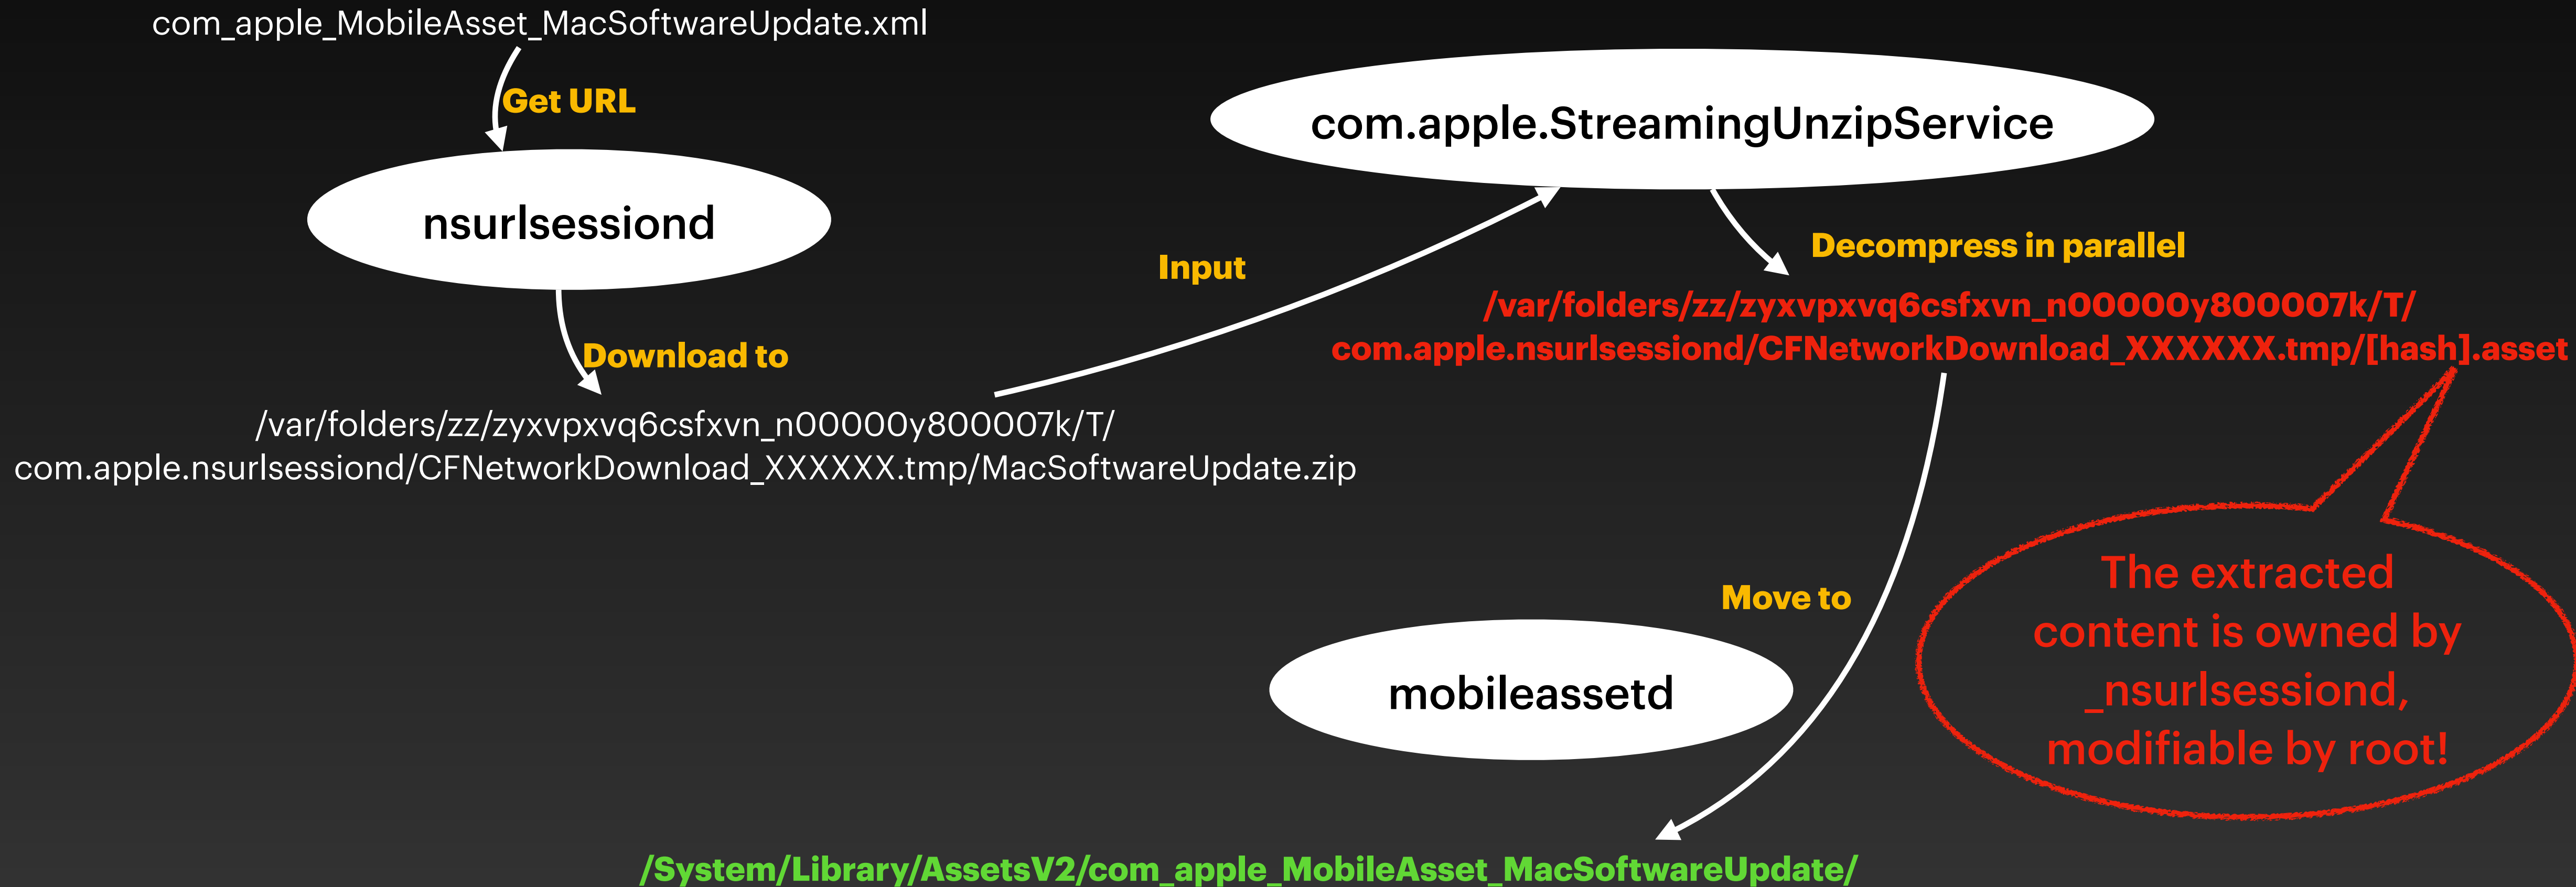 com_apple_MobileAsset_MacSoftwareUpdate.xml
Get URL
nsurlsessiond
Download to
/var/folders/zz/zyxvpxvq6csfxvn_n00000y800007k/T/
com.apple.nsurlsessiond/CFNetworkDownload_XXXXXX.tmp/MacSoftwareUpdate.zip
Input
com.apple.StreamingUnzipService
Decompress in parallel
/var/folders/zz/zyxvpxvq6csfxvn_n00000y800007k/T/
com.apple.nsurlsessiond/CFNetworkDownload_XXXXXX.tmp/[hash].asset
The extracted
content is owned by
_nsurlsessiond,
modifiable by root!
Move to
mobileassetd
/System/Library/AssetsV2/com_apple_MobileAsset_MacSoftwareUpdate/